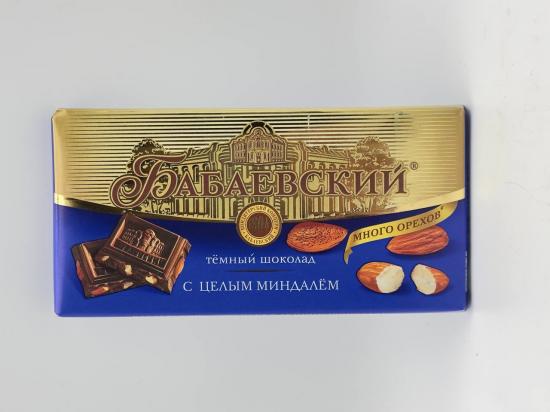 БАБАЕВСКИЙ®
МНОГО ОРЕХОВ
ТЁМНЫЙ ШОКОЛАД
С ЦЕЛЫМ МИНДАЛЁМ